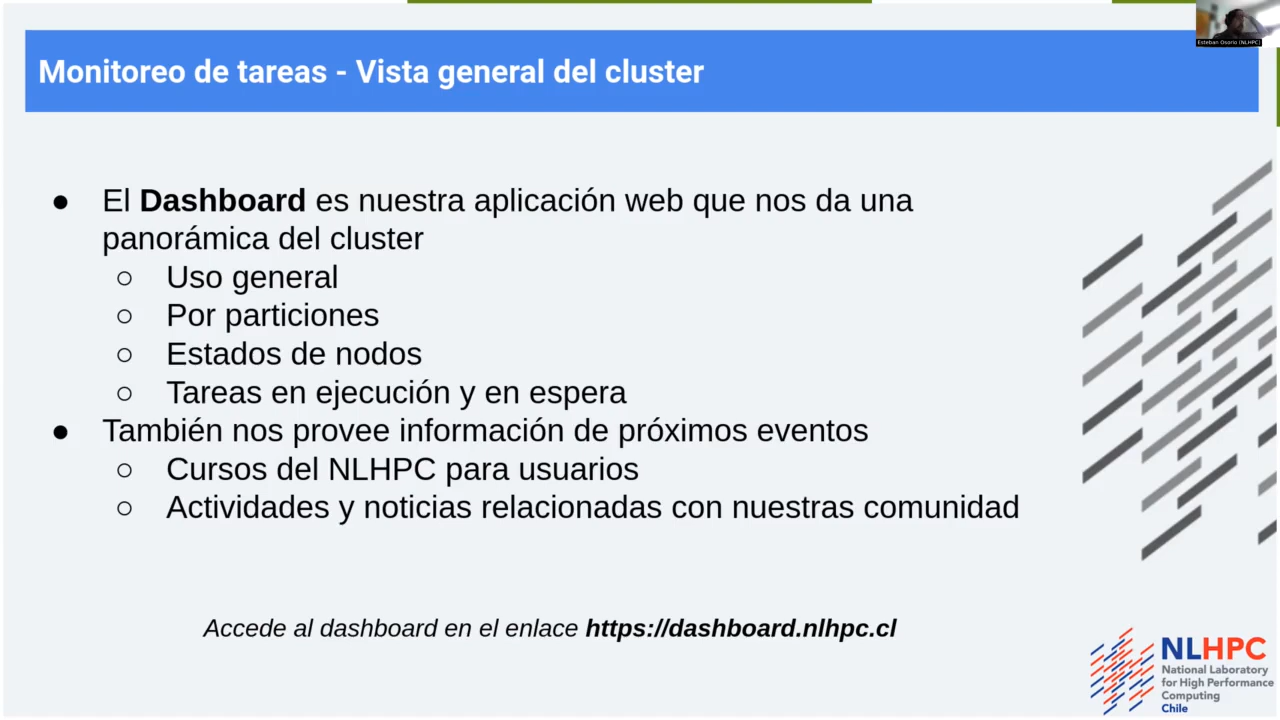 Esteban Osorio (NLHPC)
Monitoreo de tareas - Vista general del cluster
● El Dashboard es nuestra aplicación web que nos da una
panorámica del cluster
○ Uso general
○ Por particiones
○ Estados de nodos
○ Tareas en ejecución y en espera
● También nos provee información de próximos eventos
○ Cursos del NLHPC para usuarios
○ Actividades y noticias relacionadas con nuestras comunidad
Accede al dashboard en el enlace https://dashboard.nlhpc.cl
NLHPC
National Laboratory
for High Performance
Computing
Chile